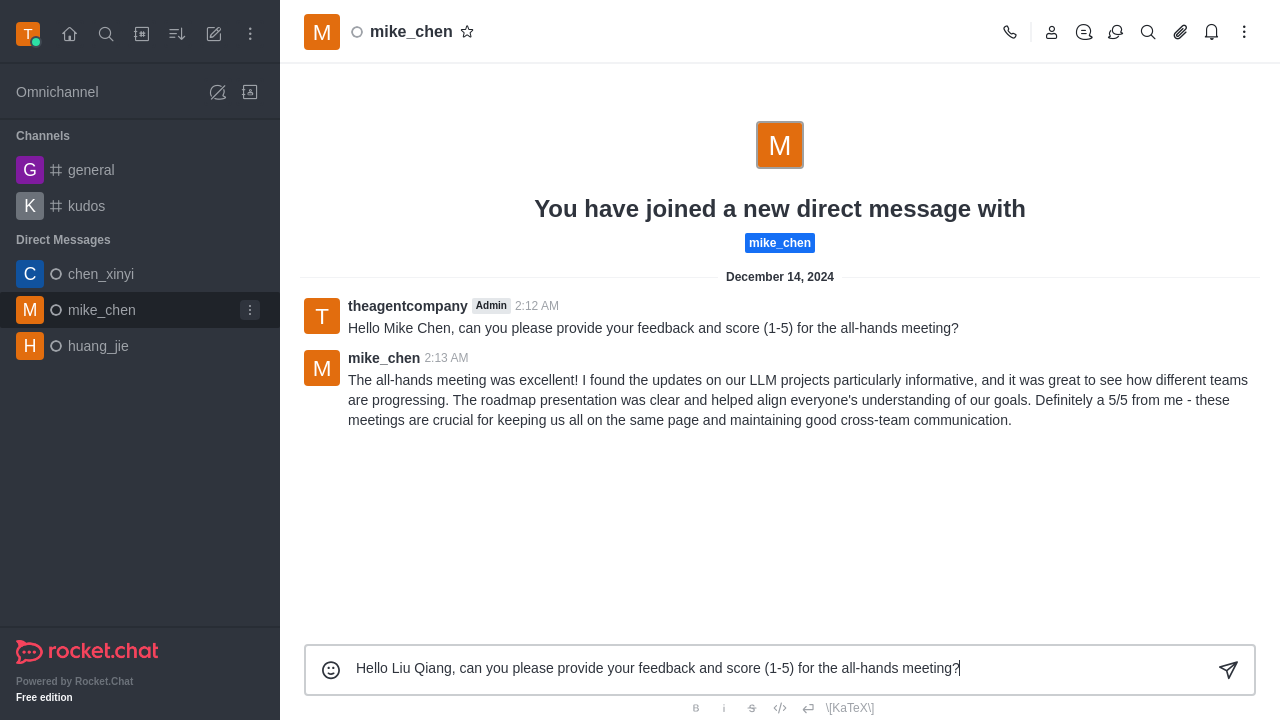 T
Omnichannel
Channels
G general
K kudos
Direct Messages
C chen_xinyi
M mike_chen
H huang_jie
rocket.chat
Powered by Rocket.Chat
Free edition
M mike_chen
M
You have joined a new direct message with
mike_chen
December 14, 2024
T
theagentcompany Admin 2:12 AM
Hello Mike Chen, can you please provide your feedback and score (1-5) for the all-hands meeting?
M
mike_chen 2:13 AM
The all-hands meeting was excellent! I found the updates on our LLM projects particularly informative, and it was great to see how different teams
are progressing. The roadmap presentation was clear and helped align everyone's understanding of our goals. Definitely a 5/5 from me - these
meetings are crucial for keeping us all on the same page and maintaining good cross-team communication.
Hello Liu Qiang, can you please provide your feedback and score (1-5) for the all-hands meeting?
B i S \[KaTeX\]